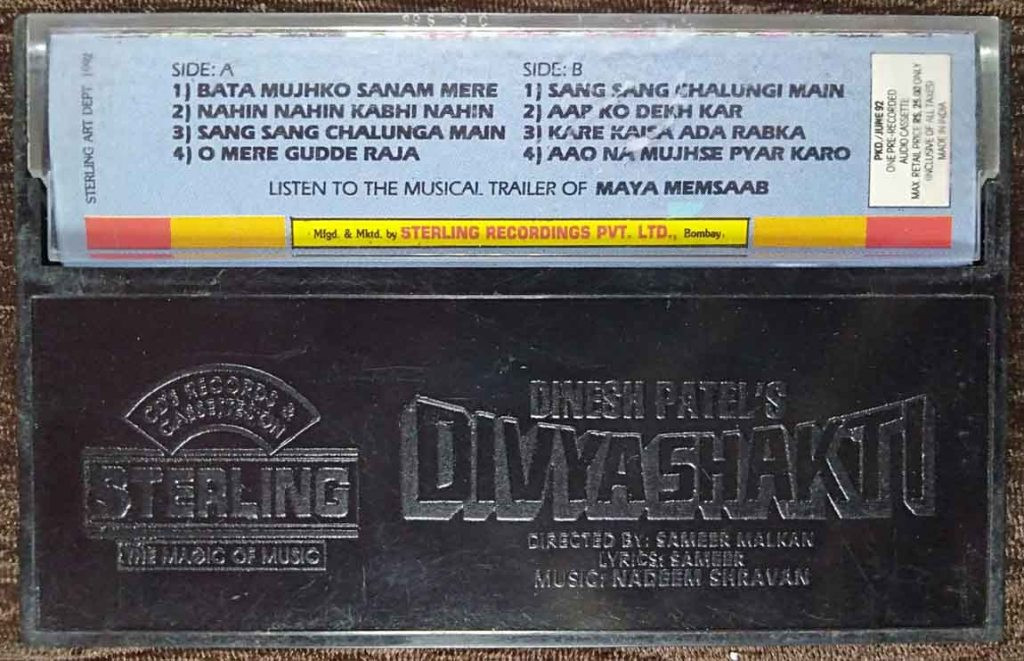 STERLING ART DEPT 1992
SIDE: A
1) BATA MUJHKO SANAM MERE
2) NAHIN NAHIN KABHI NAHIN
3) SANG SANG CHALUNGA MAIN
4) O MERE GUDDE RAJA
SIDE: B
1) SANG SANG CHALUNGI MAIN
2) AAP KO DEKH KAR
3) KARE KAISA ADA RABKA
4) AAO NA MUJHSE PYAR KARO
LISTEN TO THE MUSICAL TRAILER OF MAYA MEMSAAB
PKD./JUNE 92
ONE PRE-RECORDED
AUDIO CASSETTE
MAX. RETAIL PRICE RS. 25.00 ONLY
(INCLUSIVE OF ALL TAXES)
MADE IN INDIA
Mfgd. & Mktd. by STERLING RECORDINGS PVT. LTD., Bombay.
CD'S RECORDS &
CASSETTES ON
STERLING
THE MAGIC OF MUSIC
DINESH PATEL'S
DIVYASHAKTI
DIRECTED BY: SAMEER MALKAN
LYRICS: SAMEER
MUSIC: NADEEM SHRAVAN